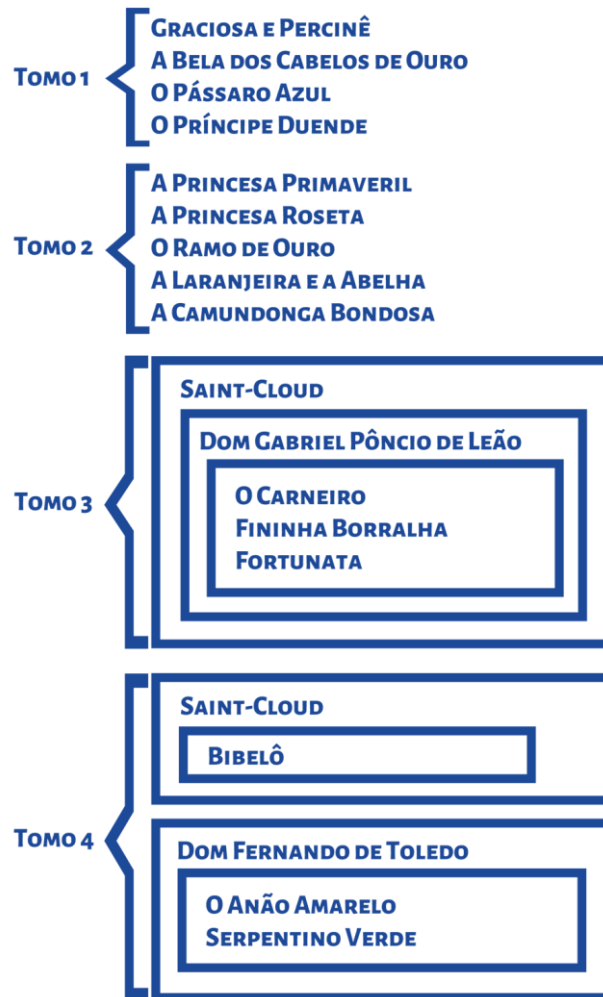 Tomo 1
Graciosa e Percinê
A Bela dos Cabelos de Ouro
O Pássaro Azul
O Príncipe Duende
Tomo 2
A Princesa Primaveril
A Princesa Roseta
O Ramo de Ouro
A Laranjeira e a Abelha
A Camundonga Bondosa
Tomo 3
Saint-Cloud
Dom Gabriel Pôncio de Leão
O Carneiro
Fininha Borralha
Fortunata
Tomo 4
Saint-Cloud
Bibelô
Dom Fernando de Toledo
O Anão Amarelo
Serpentino Verde